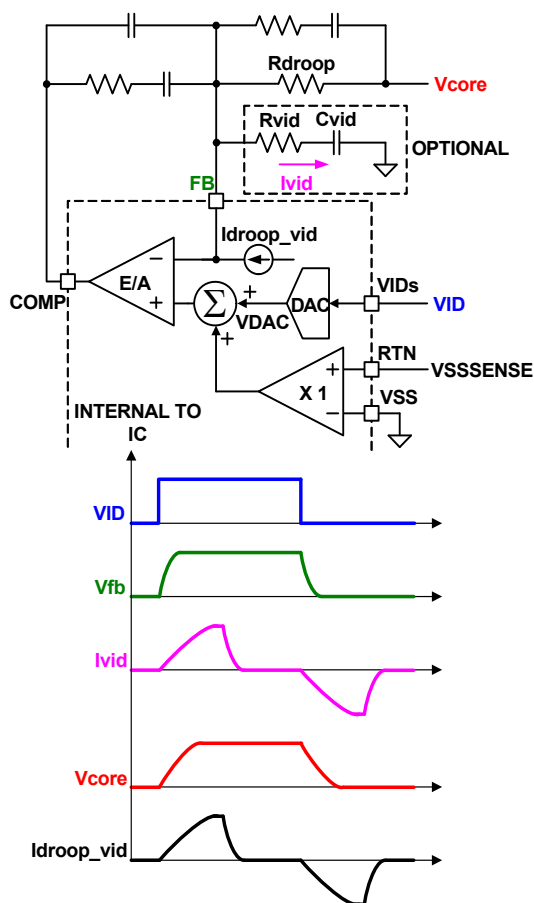 Rdroop
Vcore
Rvid
Cvid
OPTIONAL
Ivid
FB
Idroop_vid
E/A
−
+
Σ
+
+
VDAC
DAC
VIDs
VID
COMP
RTN
VSSSENSE
X 1
+
−
VSS
INTERNAL TO
IC
VID
Vfb
Ivid
Vcore
Idroop_vid